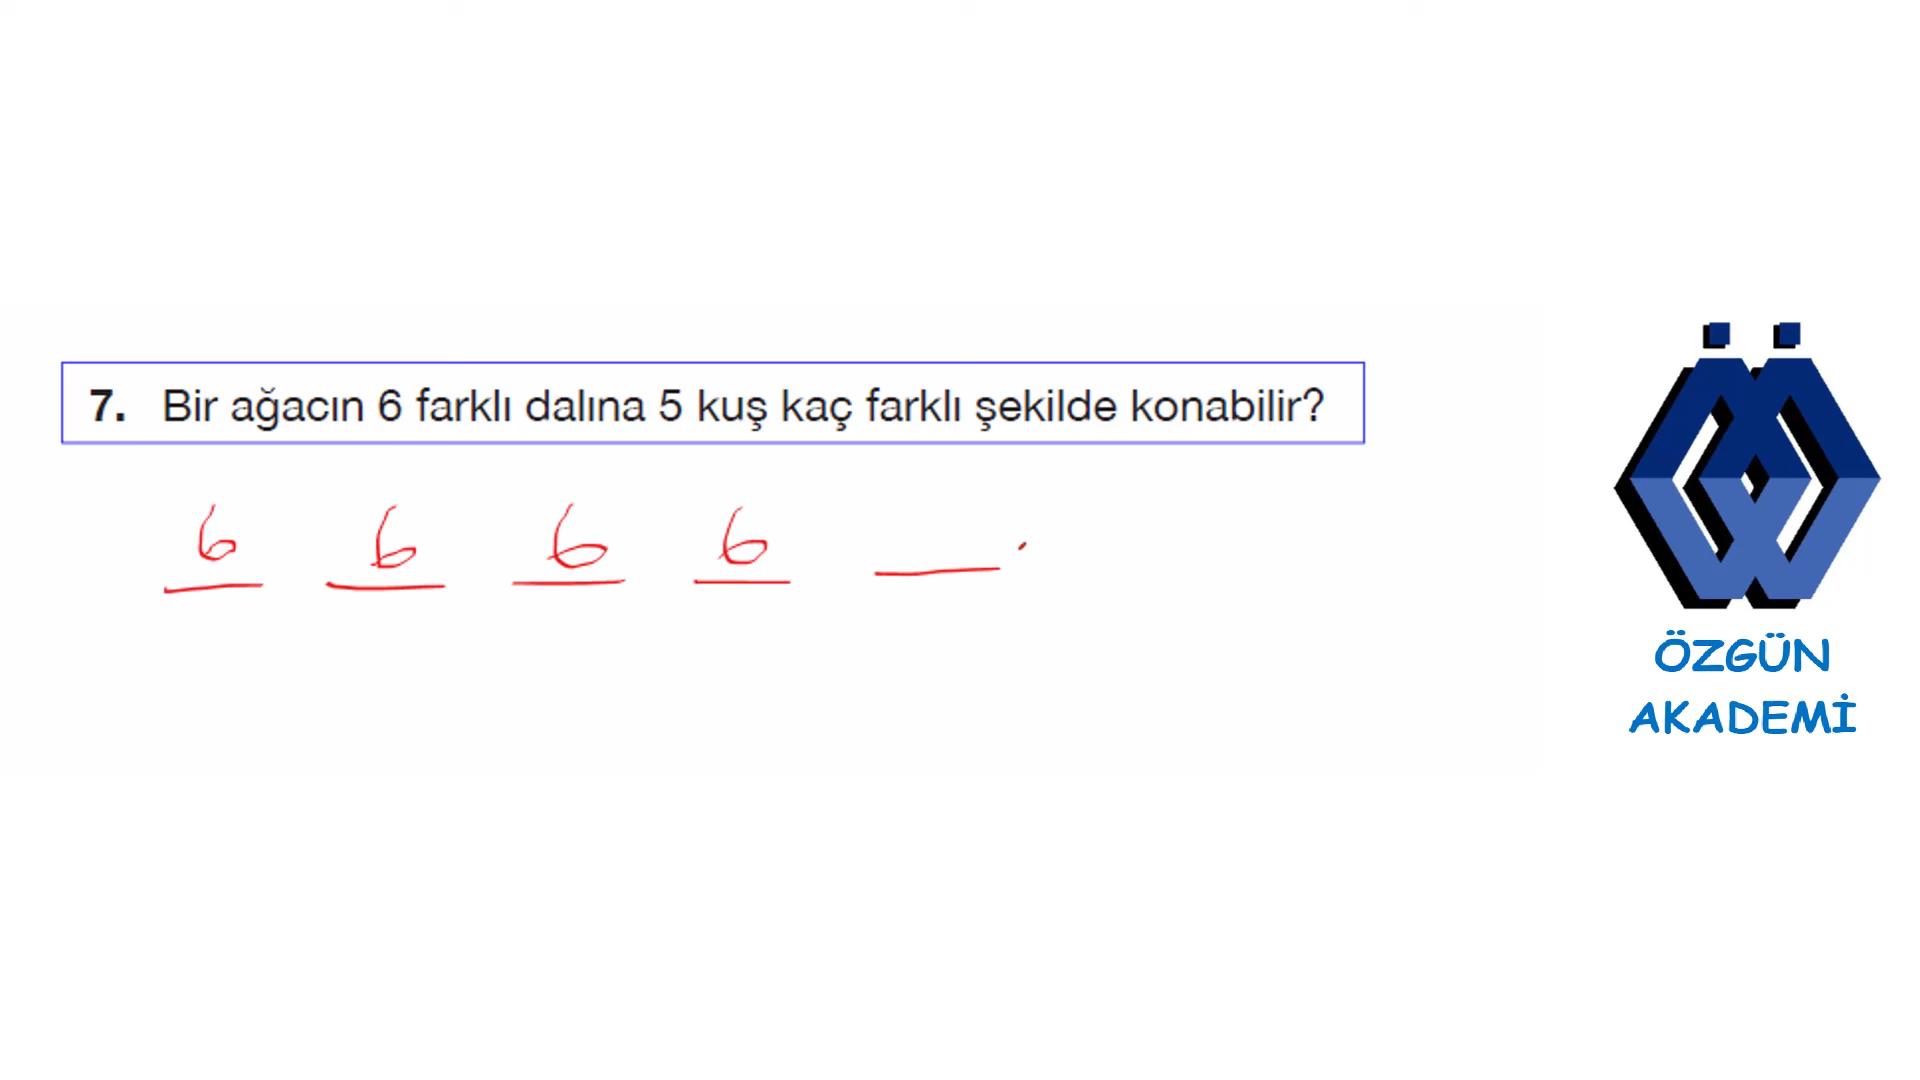 7. Bir ağacın 6 farklı dalına 5 kuş kaç farklı şekilde konabilir?
6 6 6 6
ÖZGÜN
AKADEMİ